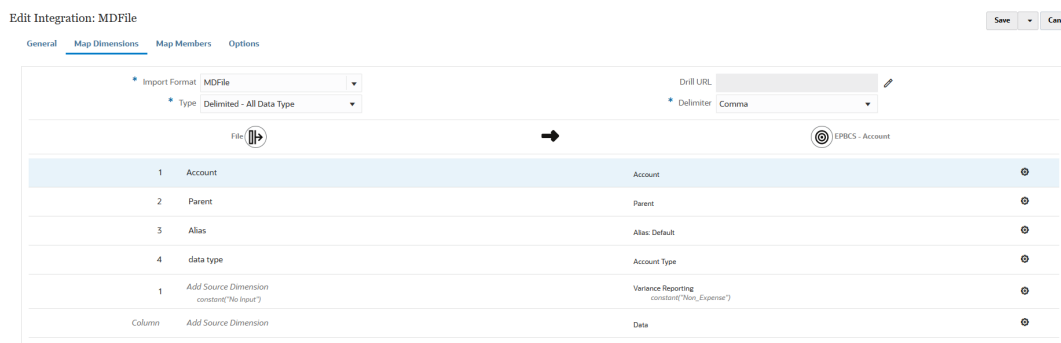 Edit Integration: MDFile
Save
General Map Dimensions Map Members Options
* Import Format MDFile Drill URL
* Type Delimited - All Data Type * Delimiter Comma
File EPBCS - Account
1 Account Account
2 Parent Parent
3 Alias Alias: Default
4 data type Account Type
1 Add Source Dimension Variance Reporting
constant("No Input") constant("Non_Expense")
Column Add Source Dimension Data